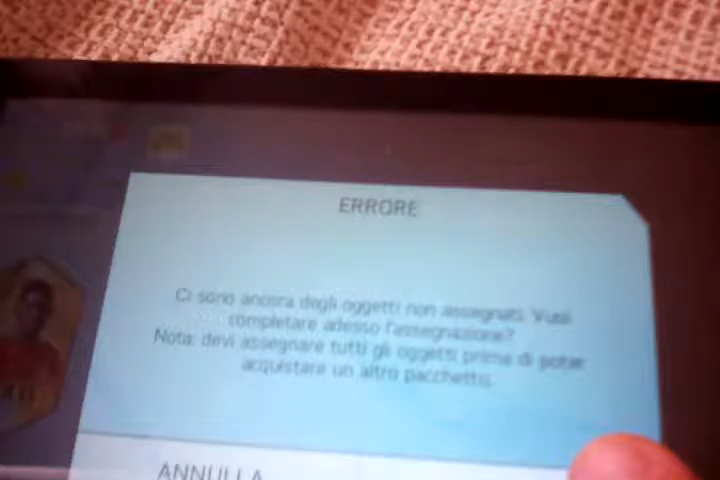 ERRORE
Ci sono ancora degli oggetti non assegnati. Vuoi
completare adesso l'assegnazione?
Nota: devi assegnare tutti gli oggetti prima di poter
acquistare un altro pacchetto.
ANNULLA